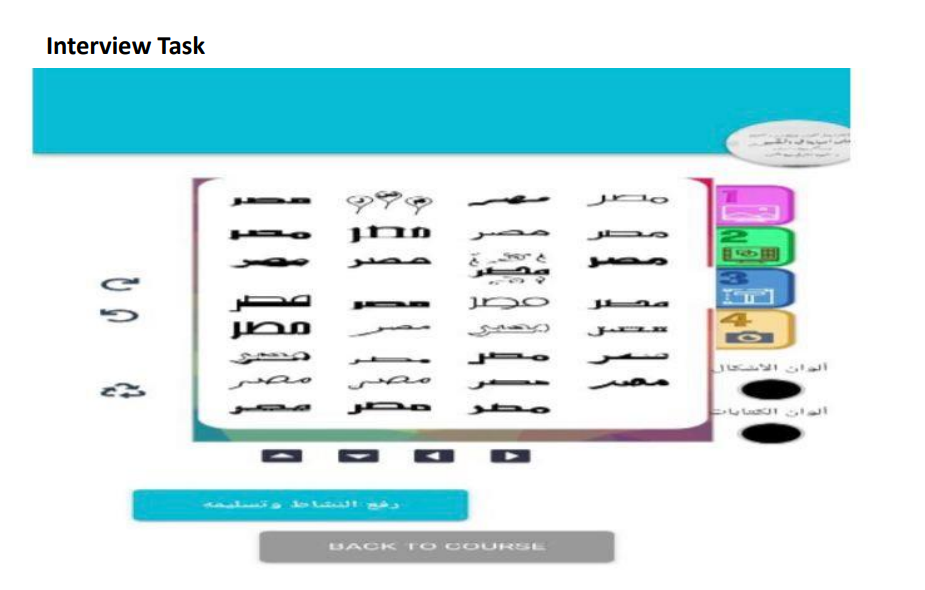 Interview Task
مصر مصر مصر مصر
مصر مصر مصر مصر
مصر مصر مصر مصر
مصر مصر مصر مصر
مصر مصر مصر مصر
مصر مصر مصر مصر
مصر مصر مصر مصر
مصر مصر مصر
1
2
3
4
ألوان الأشكال
ألوان الكتابات
رفع النشاط وتسليمه
BACK TO COURSE